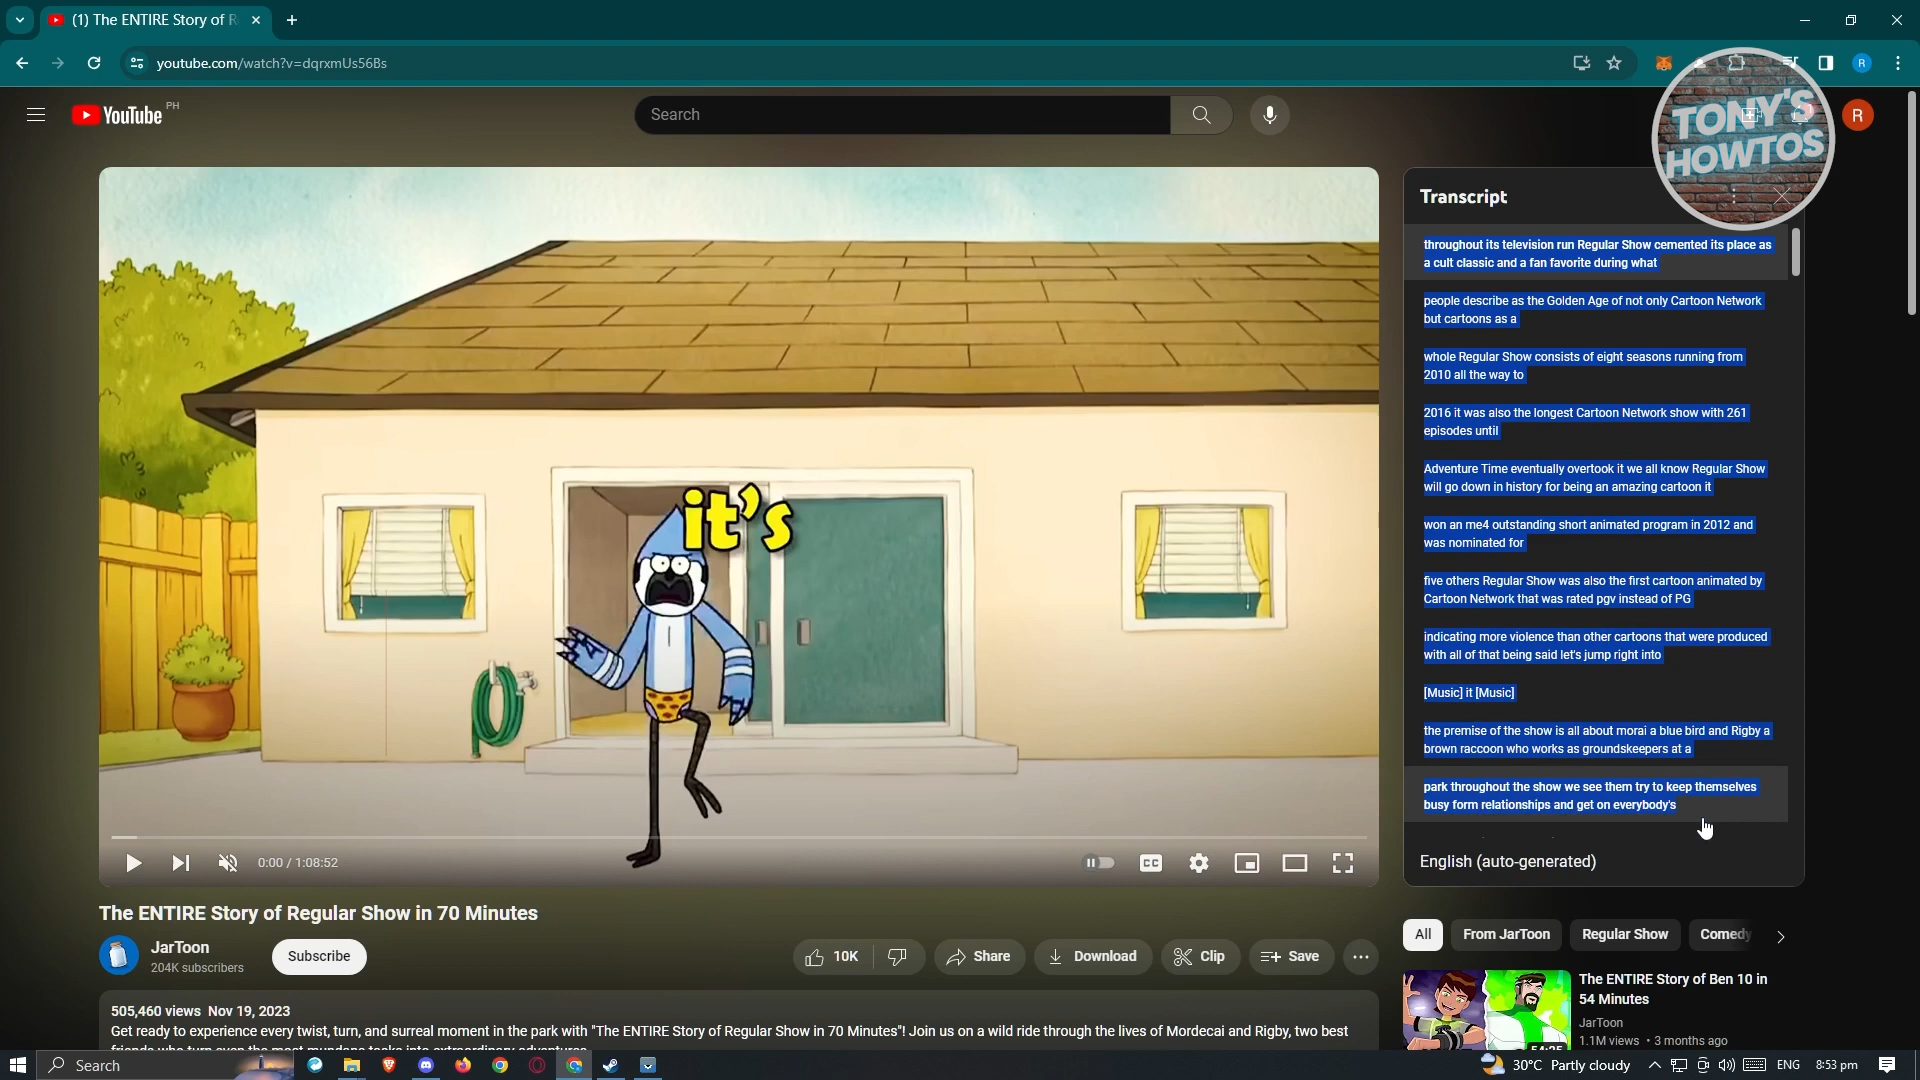 (1) The ENTIRE Story of R
youtube.com/watch?v=dqrxmUs56Bs
R
YouTube PH
Search
TONY'S
HOWTOS
R
Transcript
throughout its television run Regular Show cemented its place as
a cult classic and a fan favorite during what
people describe as the Golden Age of not only Cartoon Network
but cartoons as a
whole Regular Show consists of eight seasons running from
2010 all the way to
2016 it was also the longest Cartoon Network show with 261
episodes until
Adventure Time eventually overtook it we all know Regular Show
will go down in history for being an amazing cartoon it
won an me4 outstanding short animated program in 2012 and
was nominated for
five others Regular Show was also the first cartoon animated by
Cartoon Network that was rated pgv instead of PG
indicating more violence than other cartoons that were produced
with all of that being said let's jump right into
[Music] it [Music]
the premise of the show is all about morai a blue bird and Rigby a
brown raccoon who works as groundskeepers at a
park throughout the show we see them try to keep themselves
busy form relationships and get on everybody's
English (auto-generated)
it's
0:00 / 1:08:52
CC
The ENTIRE Story of Regular Show in 70 Minutes
JarToon
204K subscribers
Subscribe
10K
Share
Download
Clip
Save
505,460 views Nov 19, 2023
Get ready to experience every twist, turn, and surreal moment in the park with "The ENTIRE Story of Regular Show in 70 Minutes"! Join us on a wild ride through the lives of Mordecai and Rigby, two best
All
From JarToon
Regular Show
Comedy
The ENTIRE Story of Ben 10 in
54 Minutes
JarToon
1.1M views • 3 months ago
54:25
Search
30°C Partly cloudy
ENG
8:53 pm